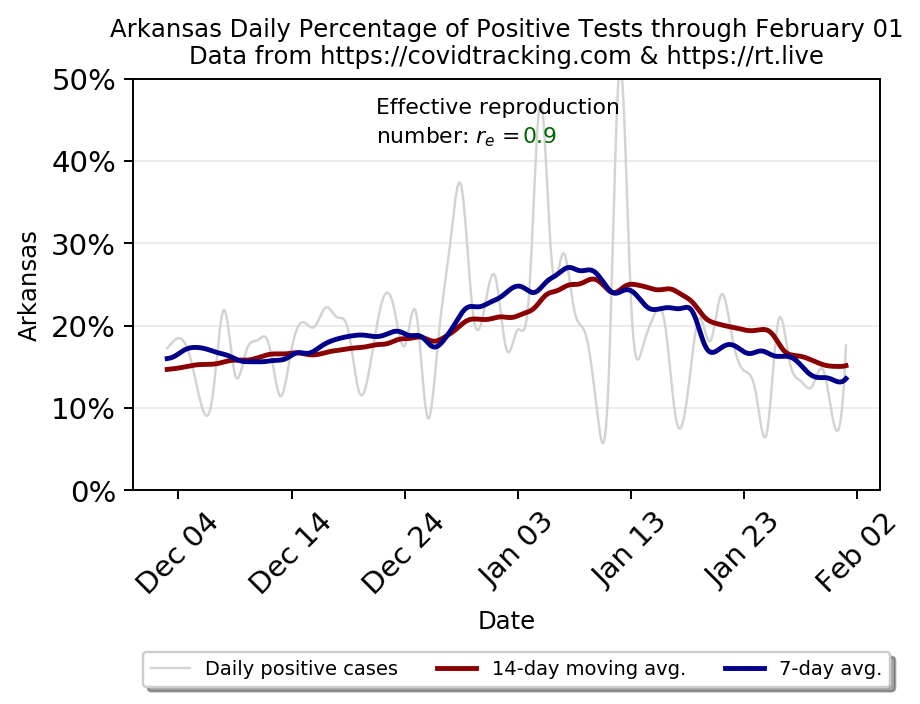 Arkansas Daily Percentage of Positive Tests through February 01
Data from https://covidtracking.com & https://rt.live
50%
40%
30%
20%
10%
0%
Arkansas
Effective reproduction
number: rₑ =0.9
Dec 04
Dec 14
Dec 24
Jan 03
Jan 13
Jan 23
Feb 02
Date
Daily positive cases
14-day moving avg.
7-day avg.